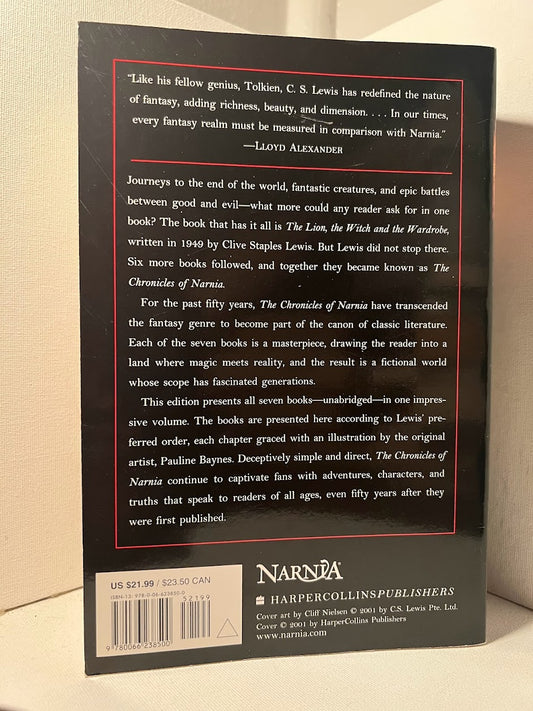 “Like his fellow genius, Tolkien, C. S. Lewis has redefined the nature
of fantasy, adding richness, beauty, and dimension. . . . In our times,
every fantasy realm must be measured in comparison with Narnia.”
—LLOYD ALEXANDER
Journeys to the end of the world, fantastic creatures, and epic battles
between good and evil—what more could any reader ask for in one
book? The book that has it all is The Lion, the Witch and the Wardrobe,
written in 1949 by Clive Staples Lewis. But Lewis did not stop there.
Six more books followed, and together they became known as The
Chronicles of Narnia.
For the past fifty years, The Chronicles of Narnia have transcended
the fantasy genre to become part of the canon of classic literature.
Each of the seven books is a masterpiece, drawing the reader into a
land where magic meets reality, and the result is a fictional world
whose scope has fascinated generations.
This edition presents all seven books—unabridged—in one impres-
sive volume. The books are presented here according to Lewis’ pre-
ferred order, each chapter graced with an illustration by the original
artist, Pauline Baynes. Deceptively simple and direct, The Chronicles of
Narnia continue to captivate fans with adventures, characters, and
truths that speak to readers of all ages, even fifty years after they
were first published.
US $21.99 / $23.50 CAN
ISBN-13: 978-0-06-623850-0
52199
9 780066 238500
NARNIA
HARPERCOLLINSPUBLISHERS
Cover art by Cliff Nielsen © 2001 by C.S. Lewis Pte. Ltd.
Cover © 2001 by HarperCollins Publishers
www.narnia.com